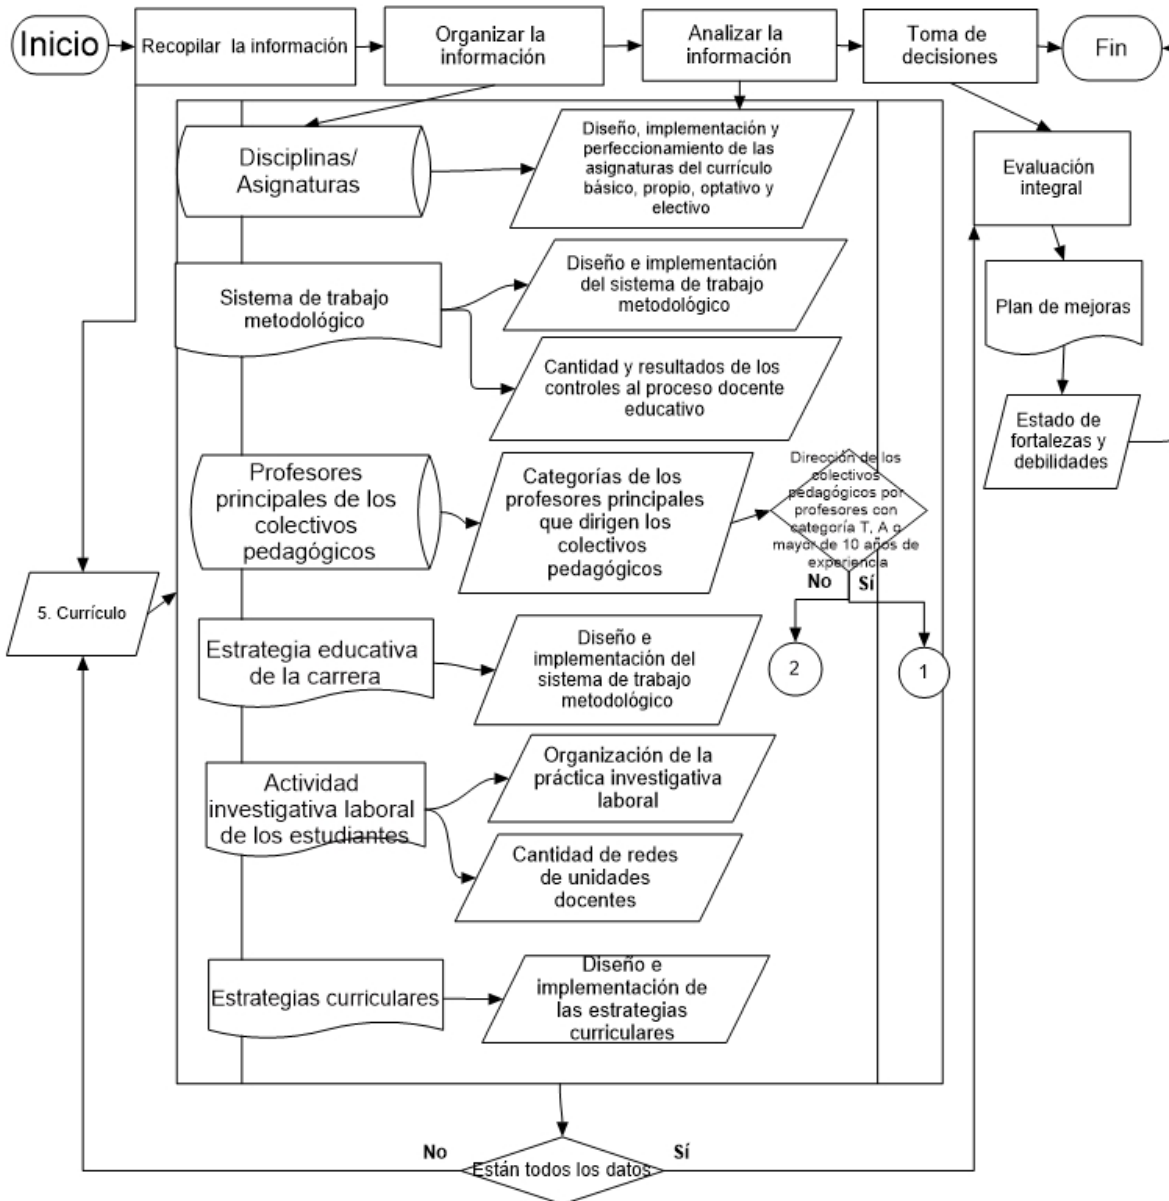 Inicio
Recopilar la información
Organizar la
información
Analizar la
información
Toma de
decisiones
Fin
Disciplinas/
Asignaturas
Diseño, implementación y
perfeccionamiento de las
asignaturas del currículo
básico, propio, optativo y
electivo
Evaluación
integral
Sistema de trabajo
metodológico
Diseño e implementación
del sistema de trabajo
metodológico
Plan de mejoras
Cantidad y resultados de los
controles al proceso docente
educativo
Estado de
fortalezas y
debilidades
Profesores
principales de los
colectivos
pedagógicos
Categorías de los
profesores principales
que dirigen los
colectivos
pedagógicos
Dirección de los
colectivos
pedagógicos por
profesores con
categoría T, A o
mayor de 10 años de
experiencia
No
Sí
5. Currículo
2
1
Estrategia educativa
de la carrera
Diseño e
implementación del
sistema de trabajo
metodológico
Actividad
investigativa laboral
de los estudiantes
Organización de la
práctica investigativa
laboral
Cantidad de redes
de unidades
docentes
Estrategias curriculares
Diseño e
implementación de
las estrategias
curriculares
No
Sí
Están todos los datos